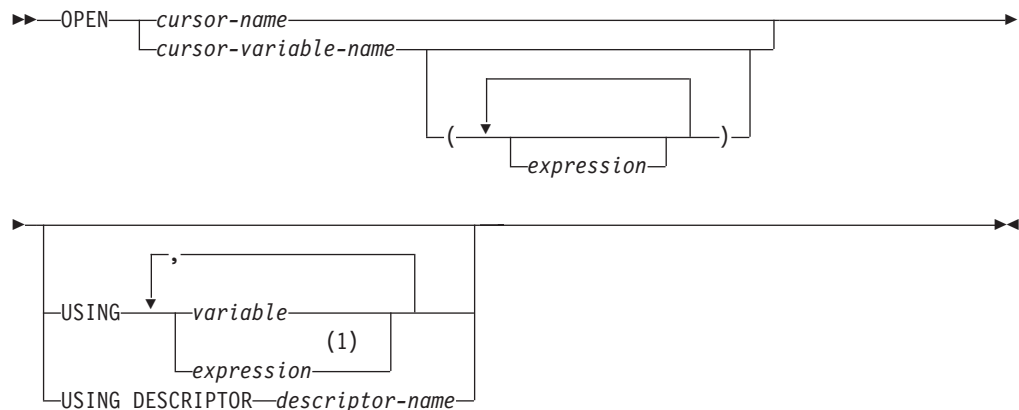 OPEN cursor-name
cursor-variable-name
( )
expression
,
USING variable
(1)
expression
USING DESCRIPTOR descriptor-name